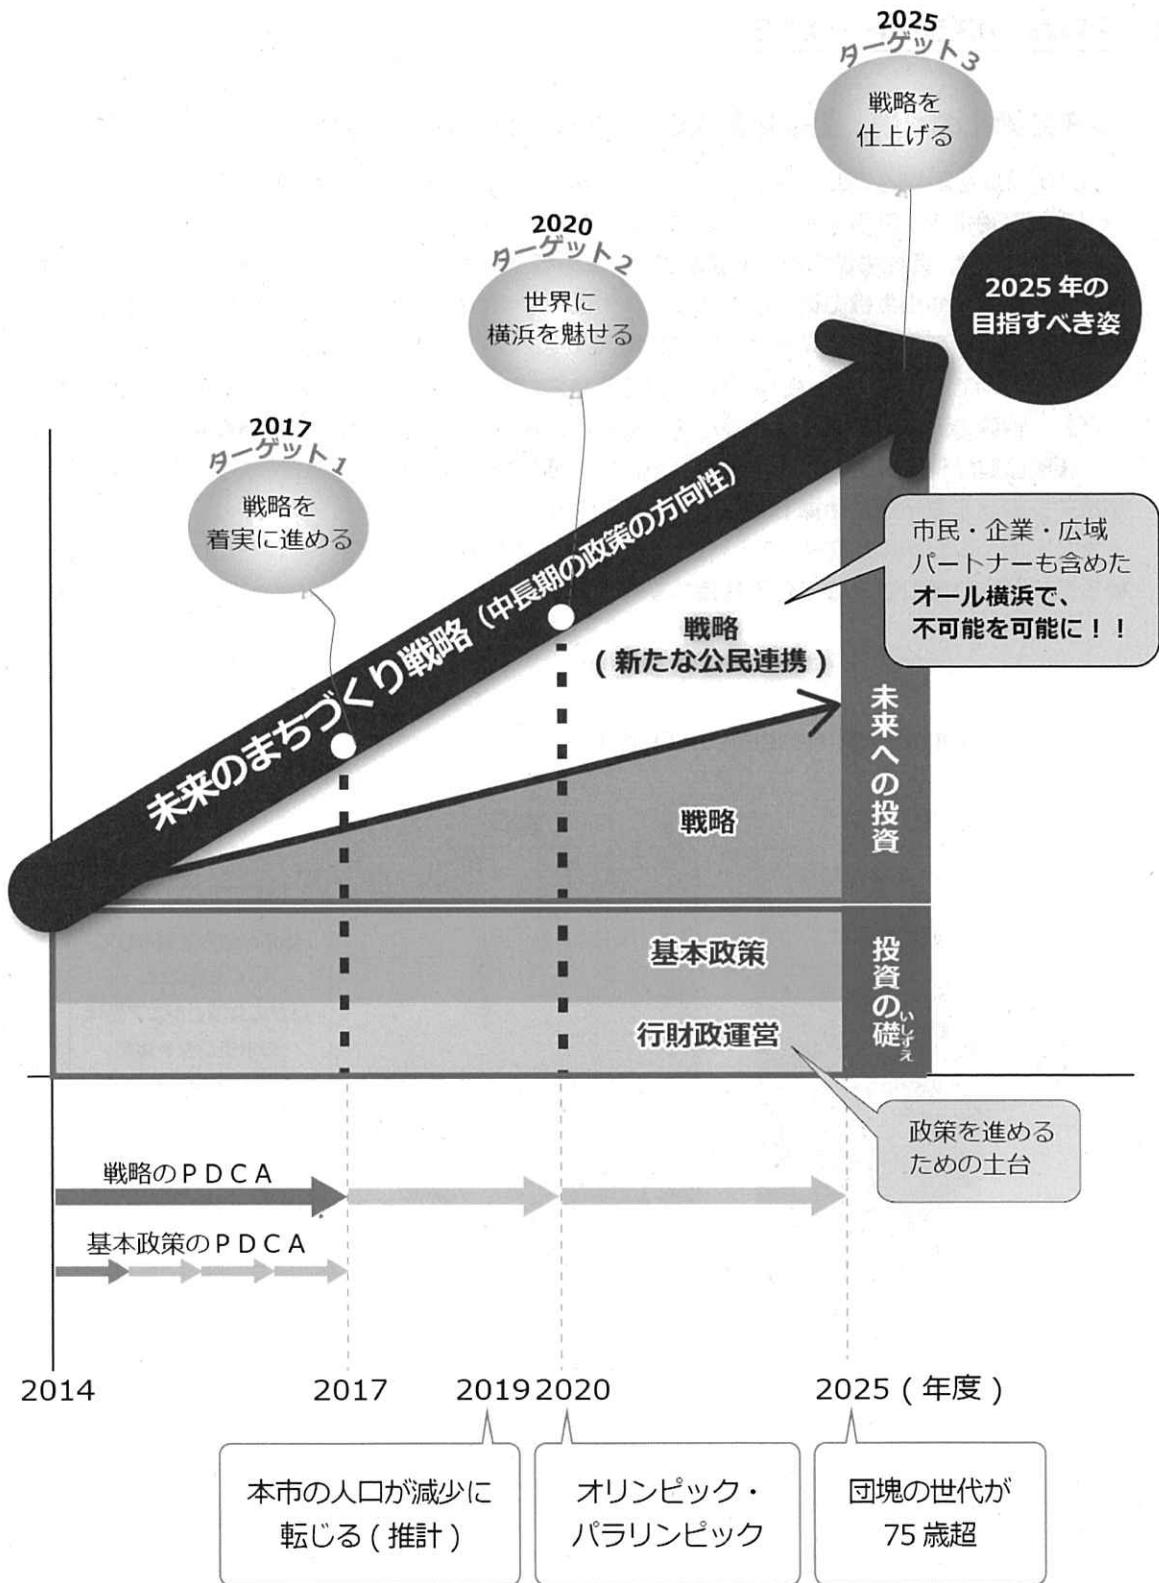 2025
ターゲット3
戦略を
仕上げる
2020
ターゲット2
世界に
横浜を魅せる
2025 年の
目指すべき姿
2017
ターゲット1
戦略を
着実に進める
未来のまちづくり戦略(中長期の政策の方向性)
市民・企業・広域
パートナーも含めた
オール横浜で、
不可能を可能に!!
戦略
(新たな公民連携)
未来への投資
戦略
基本政策
投資の礎
いしずえ
行財政運営
政策を進める
ための土台
戦略のPDCA
基本政策のPDCA
2014
2017
2019
2020
2025(年度)
本市の人口が減少に
転じる(推計)
オリンピック・
パラリンピック
団塊の世代が
75 歳超